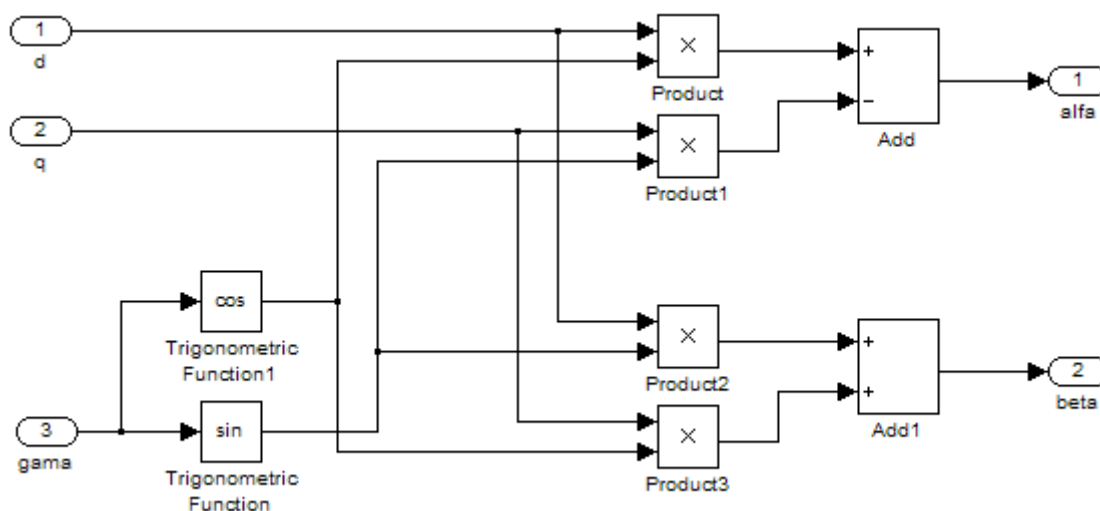 1
d
×
Product
+
−
Add
1
alfa
2
q
×
Product1
cos
Trigonometric
Function1
×
Product2
+
+
Add1
2
beta
3
gama
sin
Trigonometric
Function
×
Product3